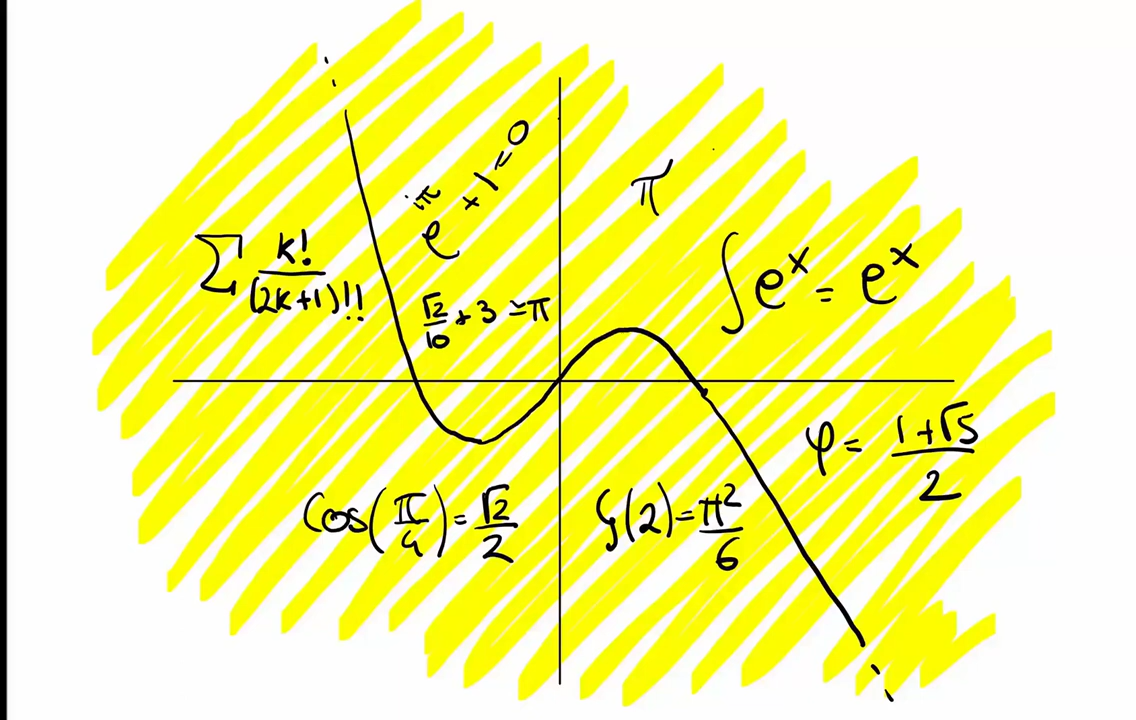 e^{iπ} + 1 = 0
π
∑ k!/(2k+1)!!
∫ e^x = e^x
√2/10 + 3 ≃ π
φ = (1+√5)/2
cos(π/4) = √2/2
ζ(2) = π²/6